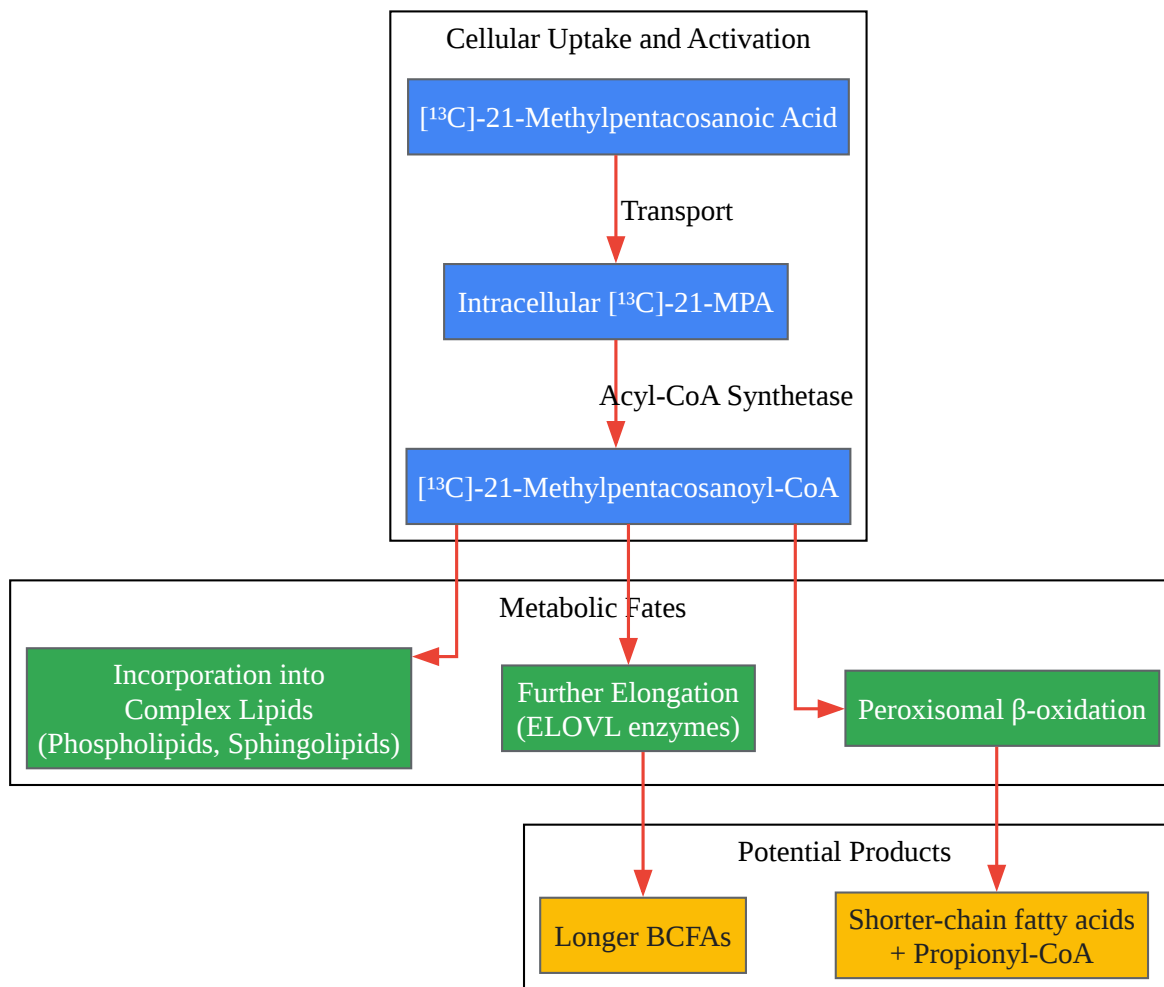 Cellular Uptake and Activation
[¹³C]-21-Methylpentacosanoic Acid
Transport
Intracellular [¹³C]-21-MPA
Acyl-CoA Synthetase
[¹³C]-21-Methylpentacosanoyl-CoA
Metabolic Fates
Incorporation into
Complex Lipids
(Phospholipids, Sphingolipids)
Further Elongation
(ELOVL enzymes)
Peroxisomal β-oxidation
Potential Products
Longer BCFAs
Shorter-chain fatty acids
+ Propionyl-CoA